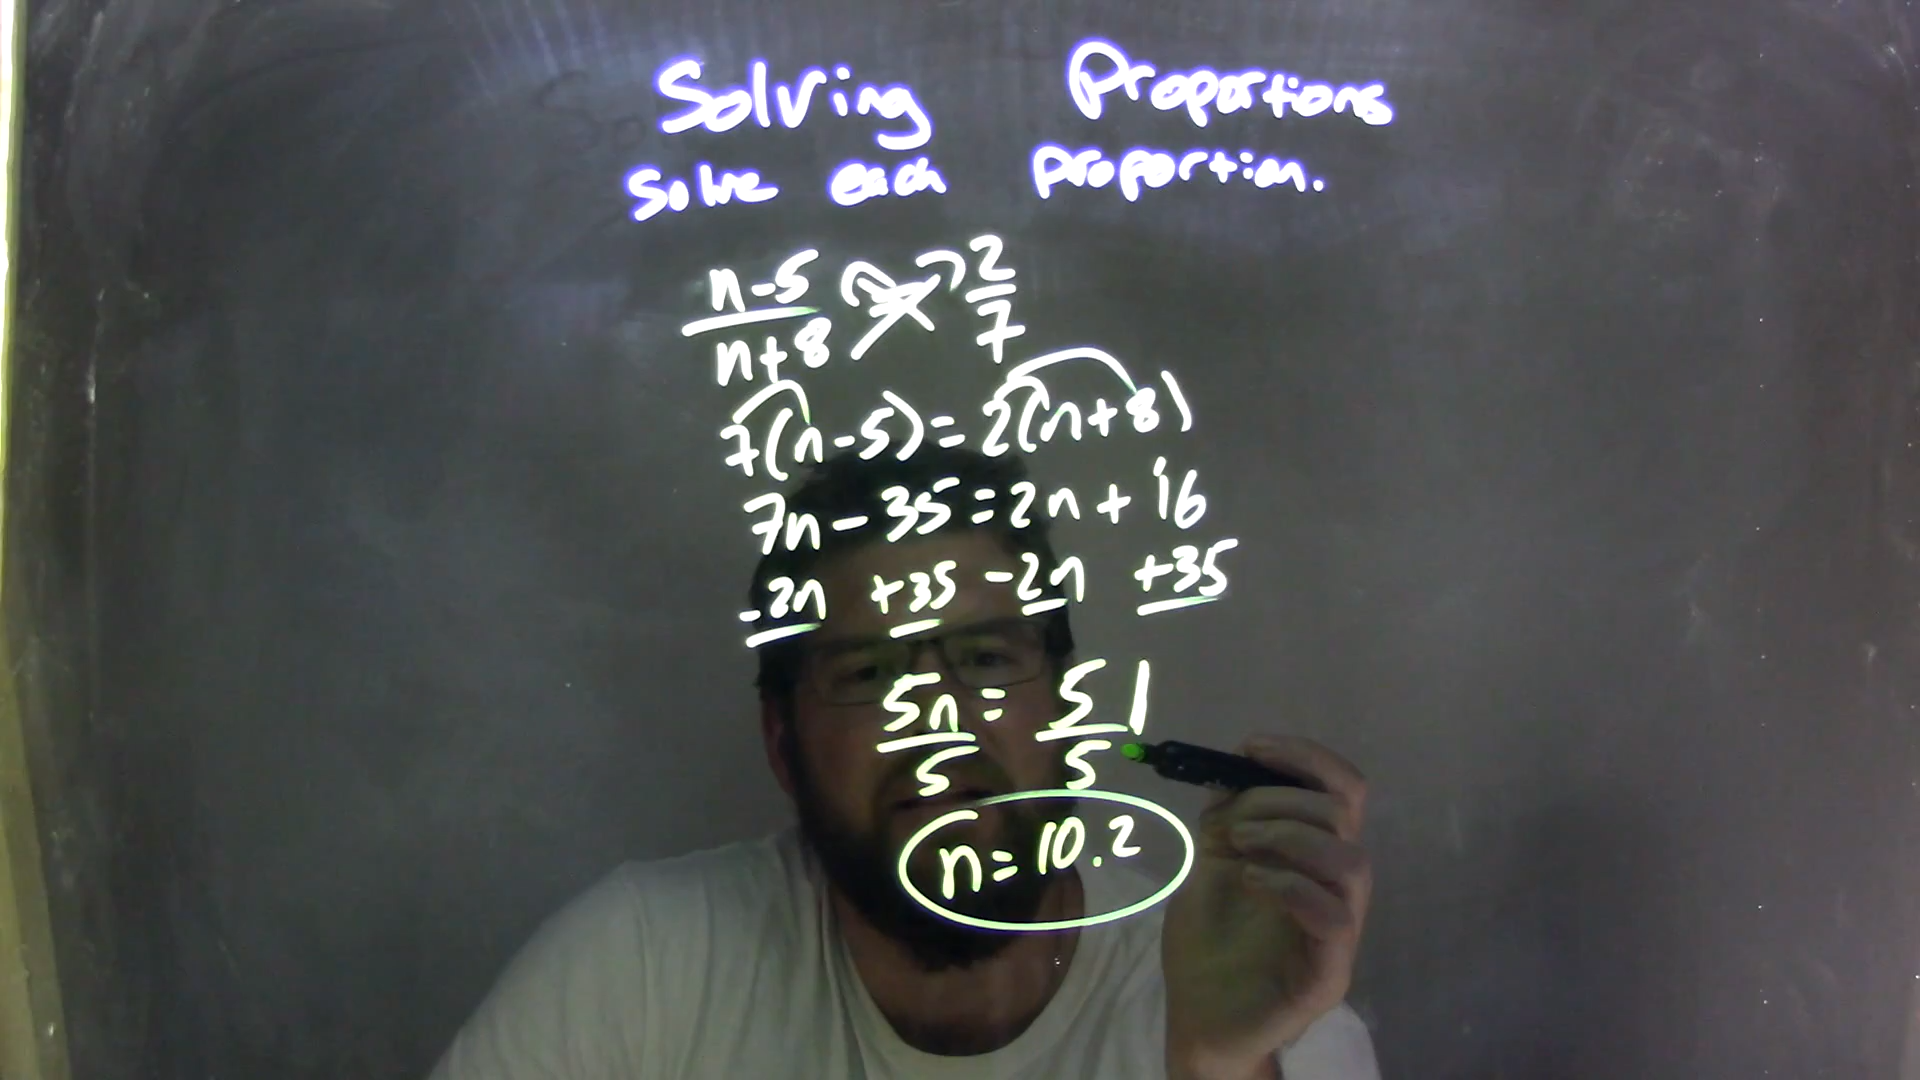 Solving Proportions
Solve each proportion.
n-5 2
n+8 7
7(n-5)=2(n+8)
7n-35=2n+16
-2n +35 -2n +35
5n=51
5 5
n=10.2